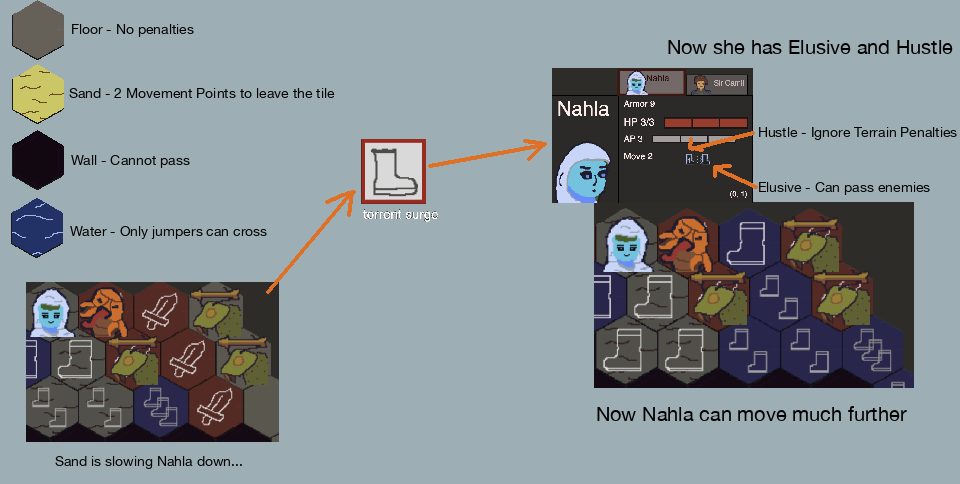 Floor - No penalties
Sand - 2 Movement Points to leave the tile
Wall - Cannot pass
Water - Only jumpers can cross
Sand is slowing Nahla down...
torrent surge
Now she has Elusive and Hustle
Nahla
Sir Carril
Nahla
Armor 9
HP 3/3
AP 3
Move 2
(0, 1)
Hustle - Ignore Terrain Penalties
Elusive - Can pass enemies
Now Nahla can move much further